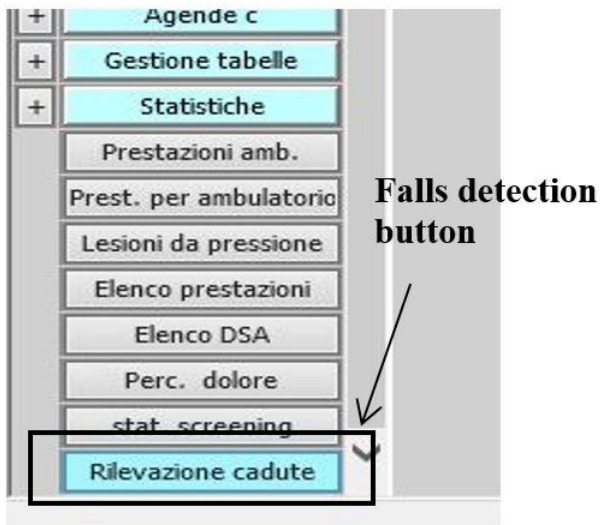 + Agende c
+ Gestione tabelle
+ Statistiche
Prestazioni amb.
Prest. per ambulatorio
Lesioni da pressione
Elenco prestazioni
Elenco DSA
Perc. dolore
stat. screening
Rilevazione cadute
Falls detection
button